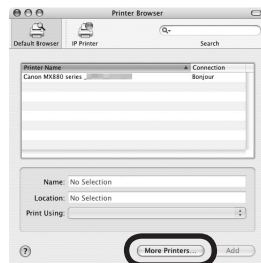 Printer Browser
Default Browser
IP Printer
Search
Printer Name
Connection
Canon MX880 series _
Bonjour
Name: No Selection
Location: No Selection
Print Using:
?
More Printers...
Add